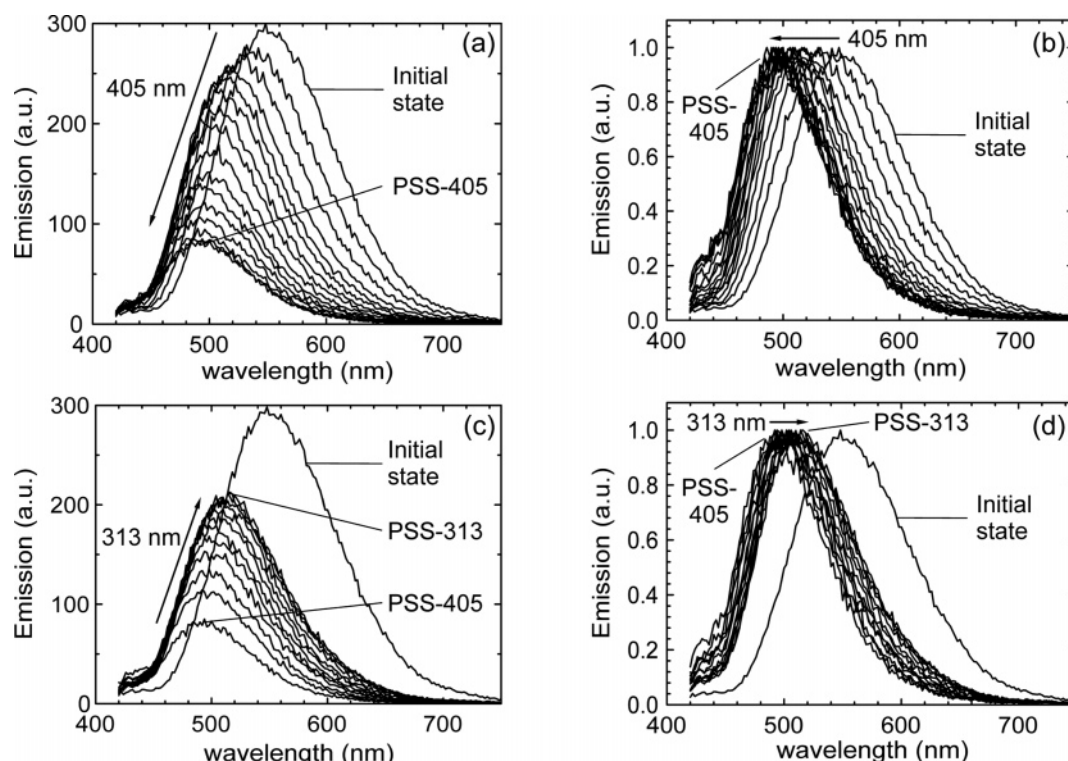 (a)
300
200
100
0
Emission (a.u.)
405 nm
Initial
state
PSS-405
400 500 600 700
wavelength (nm)
(b)
1.0
0.8
0.6
0.4
0.2
0.0
Emission (a.u.)
405 nm
PSS-
405
Initial
state
400 500 600 700
wavelength (nm)
(c)
300
200
100
0
Emission (a.u.)
313 nm
Initial
state
PSS-313
PSS-405
400 500 600 700
wavelength (nm)
(d)
1.0
0.8
0.6
0.4
0.2
0.0
Emission (a.u.)
313 nm
PSS-313
PSS-
405
Initial
state
400 500 600 700
wavelength (nm)